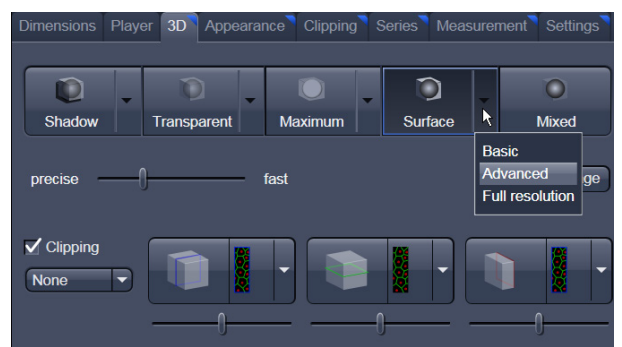 Dimensions Player 3D Appearance Clipping Series Measurement Settings
Shadow Transparent Maximum Surface Mixed
Basic
Advanced
Full resolution
precise fast
ge
Clipping
None